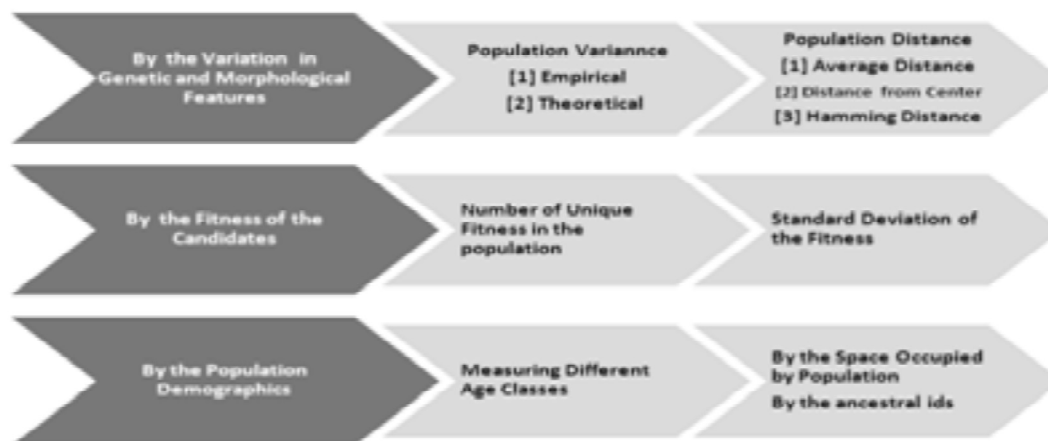 By the Variation in
Genetic and Morphological
Features
Population Variannce
[1] Empirical
[2] Theoretical
Population Distance
[1] Average Distance
[2] Distance from Center
[3] Hamming Distance
By the Fitness of the
Candidates
Number of Unique
Fitness in the
population
Standard Deviation of
the Fitness
By the Population
Demographics
Measuring Different
Age Classes
By the Space Occupied
by Population
By the ancestral ids